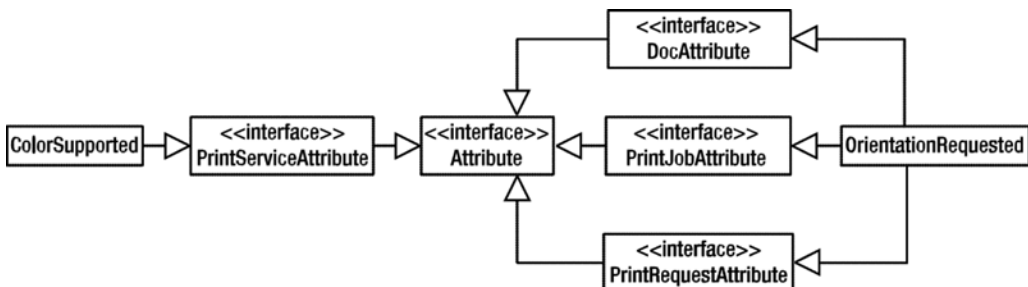 <<interface>>
DocAttribute
ColorSupported
<<interface>>
PrintServiceAttribute
<<interface>>
Attribute
<<interface>>
PrintJobAttribute
OrientationRequested
<<interface>>
PrintRequestAttribute